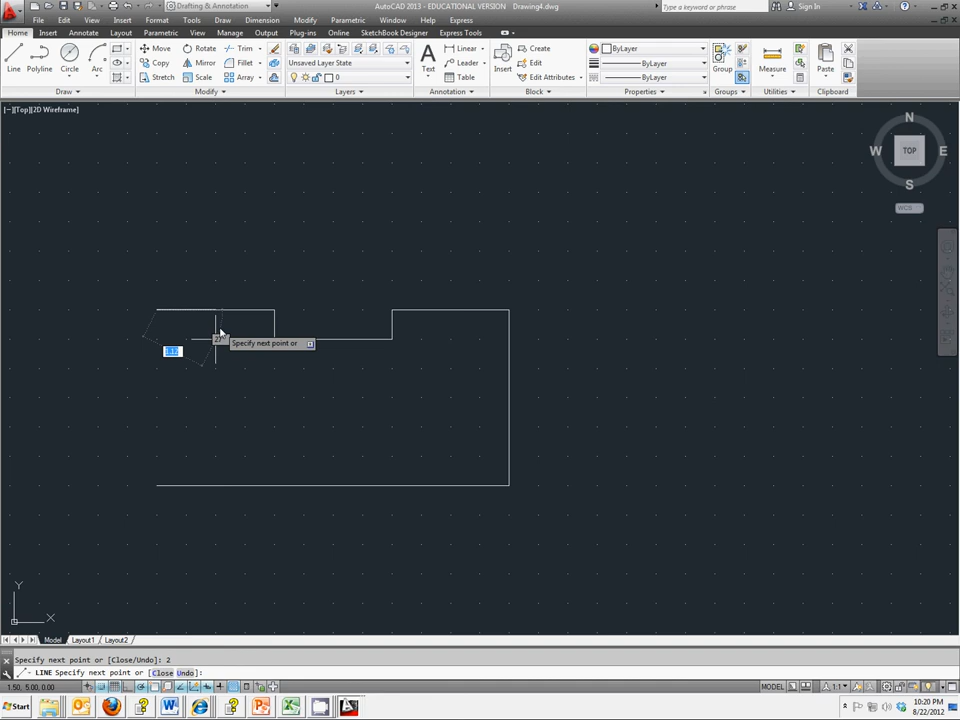 AutoCAD 2013 - EDUCATIONAL VERSION Drawing4.dwg
Drafting & Annotation
Type a keyword or phrase
Sign In
File Edit View Insert Format Tools Draw Dimension Modify Parametric Window Help Express
Home Insert Annotate Layout Parametric View Manage Output Plug-ins Online SketchBook Designer Express Tools
Line Polyline Circle Arc
Move Rotate Trim
Copy Mirror Fillet
Stretch Scale Array
Unsaved Layer State
0
Text
Linear
Leader
Table
Insert
Create
Edit
Edit Attributes
ByLayer
ByLayer
ByLayer
Group
Measure
Paste
Draw Modify Layers Annotation Block Properties Groups Utilities Clipboard
[−][Top][2D Wireframe]
N
W TOP E
S
WCS
Specify next point or
Y
X
Model Layout1 Layout2
Specify next point or [Close/Undo]: 2
LINE Specify next point or [Close Undo]:
1.50, 5.00, 0.00
MODEL
1:1
Start
10:20 PM
8/22/2012